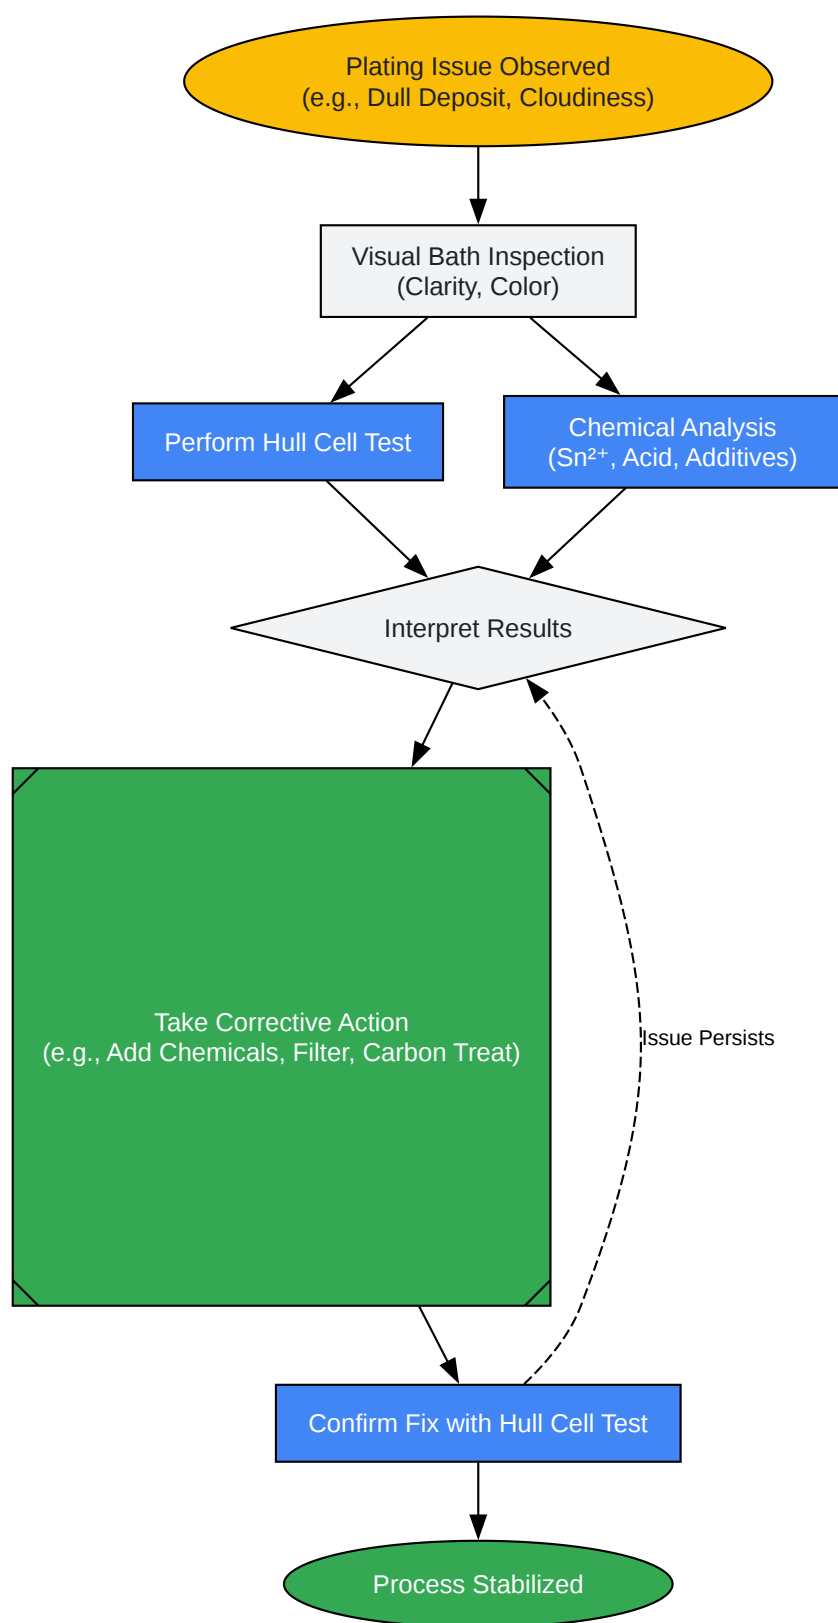 Plating Issue Observed
(e.g., Dull Deposit, Cloudiness)
Visual Bath Inspection
(Clarity, Color)
Perform Hull Cell Test
Chemical Analysis
(Sn²⁺, Acid, Additives)
Interpret Results
Take Corrective Action
(e.g., Add Chemicals, Filter, Carbon Treat)
Issue Persists
Confirm Fix with Hull Cell Test
Process Stabilized